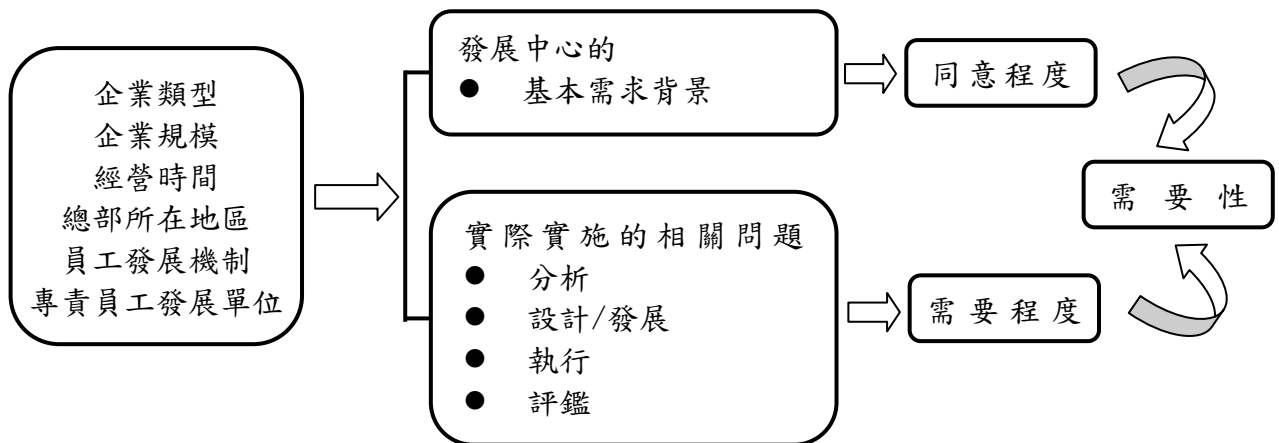 企業類型
企業規模
經營時間
總部所在地區
員工發展機制
專責員工發展單位
發展中心的
● 基本需求背景
實際實施的相關問題
● 分析
● 設計/發展
● 執行
● 評鑑
同意程度
需要程度
需要性